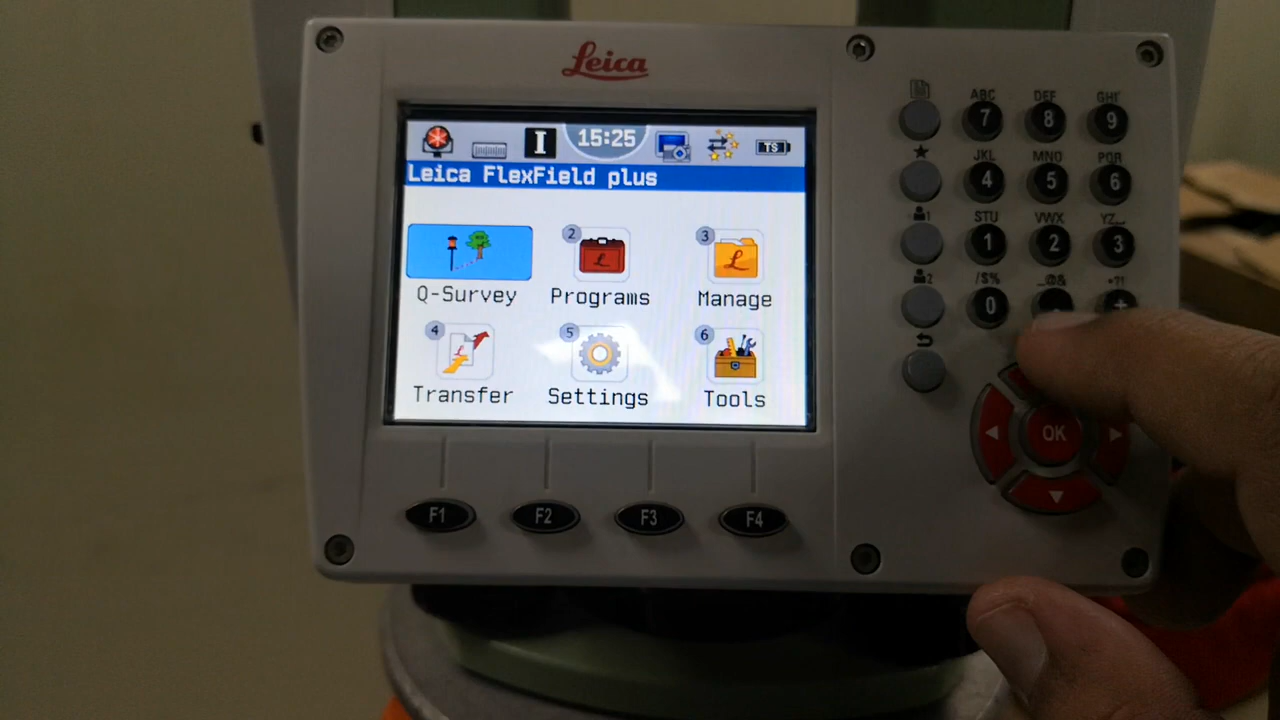 Leica
I 15:25 TS
Leica FlexField plus
2 3
Q-Survey Programs Manage
4 5 6
Transfer Settings Tools
F1 F2 F3 F4
ABC DEF GHI
7 8 9
JKL MNO PQR
4 5 6
1 STU VWX YZ
1 2 3
2 /$% _@& *?!
0
OK